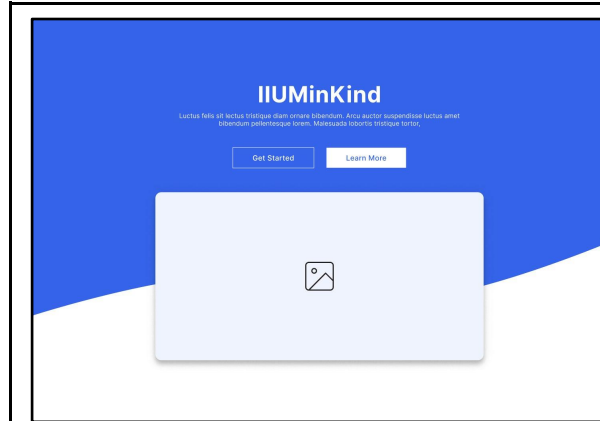 IIUMinKind
Luctus felis sit lectus tristique diam ornare bibendum. Arcu auctor suspendisse luctus amet
bibendum pellentesque lorem. Malesuada lobortis tristique tortor,
Get Started
Learn More